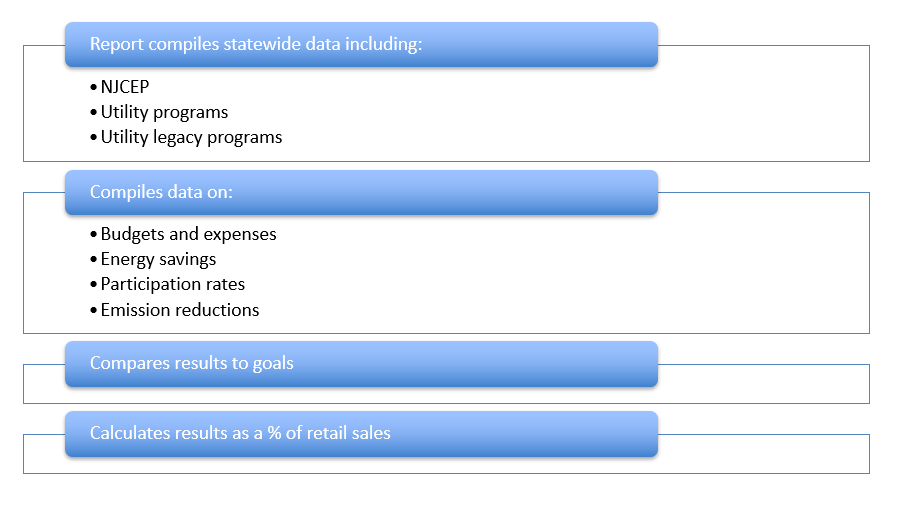 Report compiles statewide data including:
• NJCEP
• Utility programs
• Utility legacy programs
Compiles data on:
• Budgets and expenses
• Energy savings
• Participation rates
• Emission reductions
Compares results to goals
Calculates results as a % of retail sales